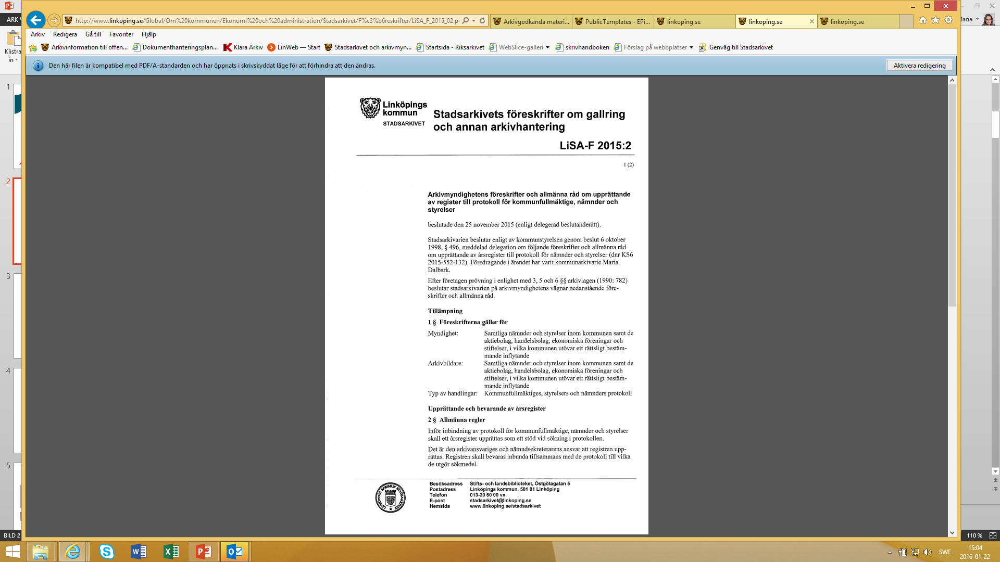 http://www.linkoping.se/Global/Om%20kommunen/Ekonomi%20och%20administration/Stadsarkivet/F%c3%b6reskrifter/LiSA_F_2015_02.p
Arkivgodkända materi...
PublicTemplates - EPi...
linkoping.se
linkoping.se
linkoping.se
Arkiv Redigera Gå till Favoriter Hjälp
Arkivinformation till offen... Dokumenthanteringsplan... Klara Arkiv LinWeb — Start Stadsarkivet och arkivmyn... Startsida - Riksarkivet WebSlice-galleri skrivhandboken Förslag på webbplatser Genväg till Stadsarkivet
Den här filen är kompatibel med PDF/A-standarden och har öppnats i skrivskyddat läge för att förhindra att den ändras.
Aktivera redigering
ARKIV
Klistra
in
1
2
3
4
5
Linköpings
kommun
STADSARKIVET
Stadsarkivets föreskrifter om gallring
och annan arkivhantering
LiSA-F 2015:2
1 (2)
Arkivmyndighetens föreskrifter och allmänna råd om upprättande
av register till protokoll för kommunfullmäktige, nämnder och
styrelser
beslutade den 25 november 2015 (enligt delegerad beslutanderätt).
Stadsarkivarien beslutar enligt av kommunstyrelsen genom beslut 6 oktober
1998, § 496, meddelad delegation om följande föreskrifter och allmänna råd
om upprättande av årsregister till protokoll för nämnder och styrelser (dnr KS6
2015-552-132). Föredragande i ärendet har varit kommunarkivarie Maria
Dalbark.
Efter företagen prövning i enlighet med 3, 5 och 6 §§ arkivlagen (1990: 782)
beslutar stadsarkivarien på arkivmyndighetens vägnar nedanstående före-
skrifter och allmänna råd.
Tillämpning
1 § Föreskrifterna gäller för
Myndighet: Samtliga nämnder och styrelser inom kommunen samt de
aktiebolag, handelsbolag, ekonomiska föreningar och
stiftelser, i vilka kommunen utövar ett rättsligt bestäm-
mande inflytande
Arkivbildare: Samtliga nämnder och styrelser inom kommunen samt de
aktiebolag, handelsbolag, ekonomiska föreningar och
stiftelser, i vilka kommunen utövar ett rättsligt bestäm-
mande inflytande
Typ av handlingar: Kommunfullmäktiges, styrelsers och nämnders protokoll
Upprättande och bevarande av årsregister
2 § Allmänna regler
Inför inbindning av protokoll för kommunfullmäktige, nämnder och styrelser
skall ett årsregister upprättas som ett stöd vid sökning i protokollen.
Det är den arkivansvariges och nämndsekreterarens ansvar att registren upp-
rättas. Registren skall bevaras inbunda tillsammans med de protokoll till vilka
de utgör sökmedel.
LINKÖPINGS KOMMUN STADSARKIVET
Besöksadress Stifts- och landsbiblioteket, Östgötagatan 5
Postadress Linköpings kommun, 581 81 Linköping
Telefon 013-20 60 00 vx
E-post stadsarkivet@linkoping.se
Hemsida www.linkoping.se/stadsarkivet
BILD 2
110 %
SWE
15:04
2016-01-22